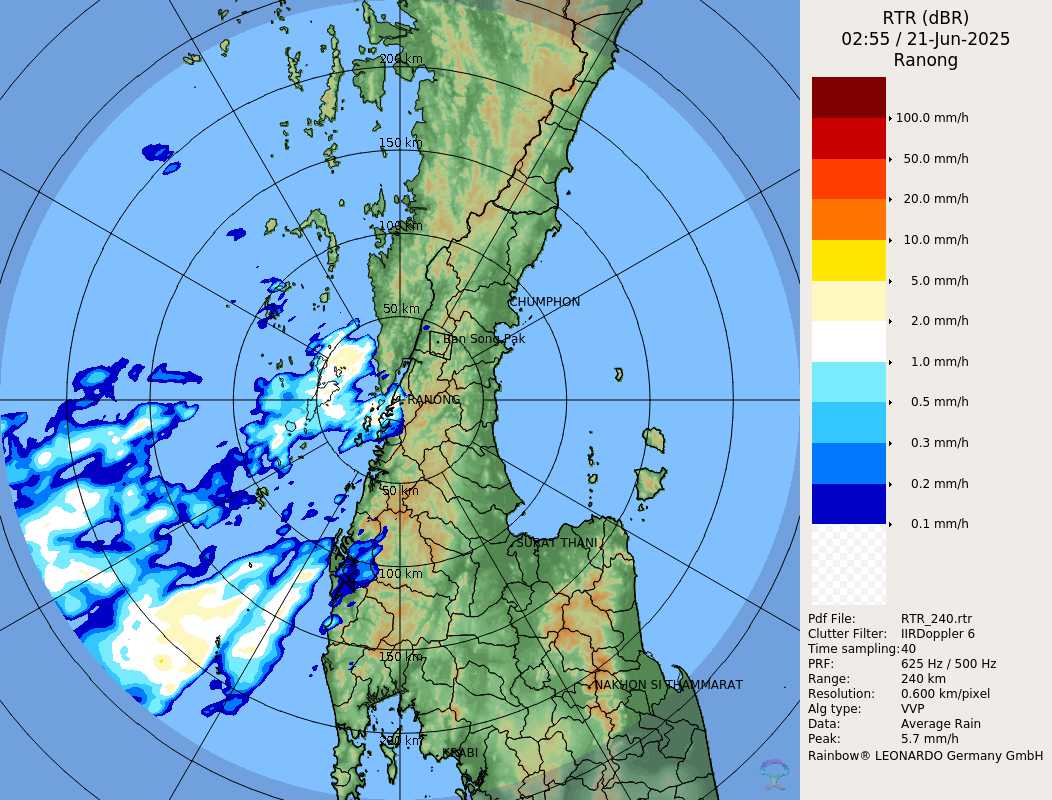 RTR (dBR)
02:55 / 21-Jun-2025
Ranong
100.0 mm/h
50.0 mm/h
20.0 mm/h
10.0 mm/h
5.0 mm/h
2.0 mm/h
1.0 mm/h
0.5 mm/h
0.3 mm/h
0.2 mm/h
0.1 mm/h
Pdf File: RTR_240.rtr
Clutter Filter: IIRDoppler 6
Time sampling:40
PRF: 625 Hz / 500 Hz
Range: 240 km
Resolution: 0.600 km/pixel
Alg type: VVP
Data: Average Rain
Peak: 5.7 mm/h
Rainbow® LEONARDO Germany GmbH
200 km
150 km
100 km
CHUMPHON
50 km
Ban Song Pak
RANONG
50 km
SURAT THANI
100 km
150 km
NAKHON SI THAMMARAT
200 km
KRABI